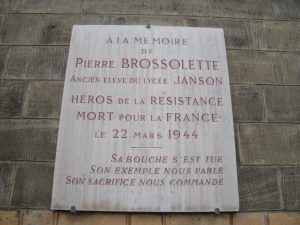 A LA MEMOIRE
DE
PIERRE BROSSOLETTE
ANCIEN ELEVE DU LYCEE JANSON
HÉROS DE LA RESISTANCE
MORT POUR LA FRANCE
LE 22 MARS 1944
SA BOUCHE S'EST TUE
SON EXEMPLE NOUS PARLE
SON SACRIFICE NOUS COMMANDE